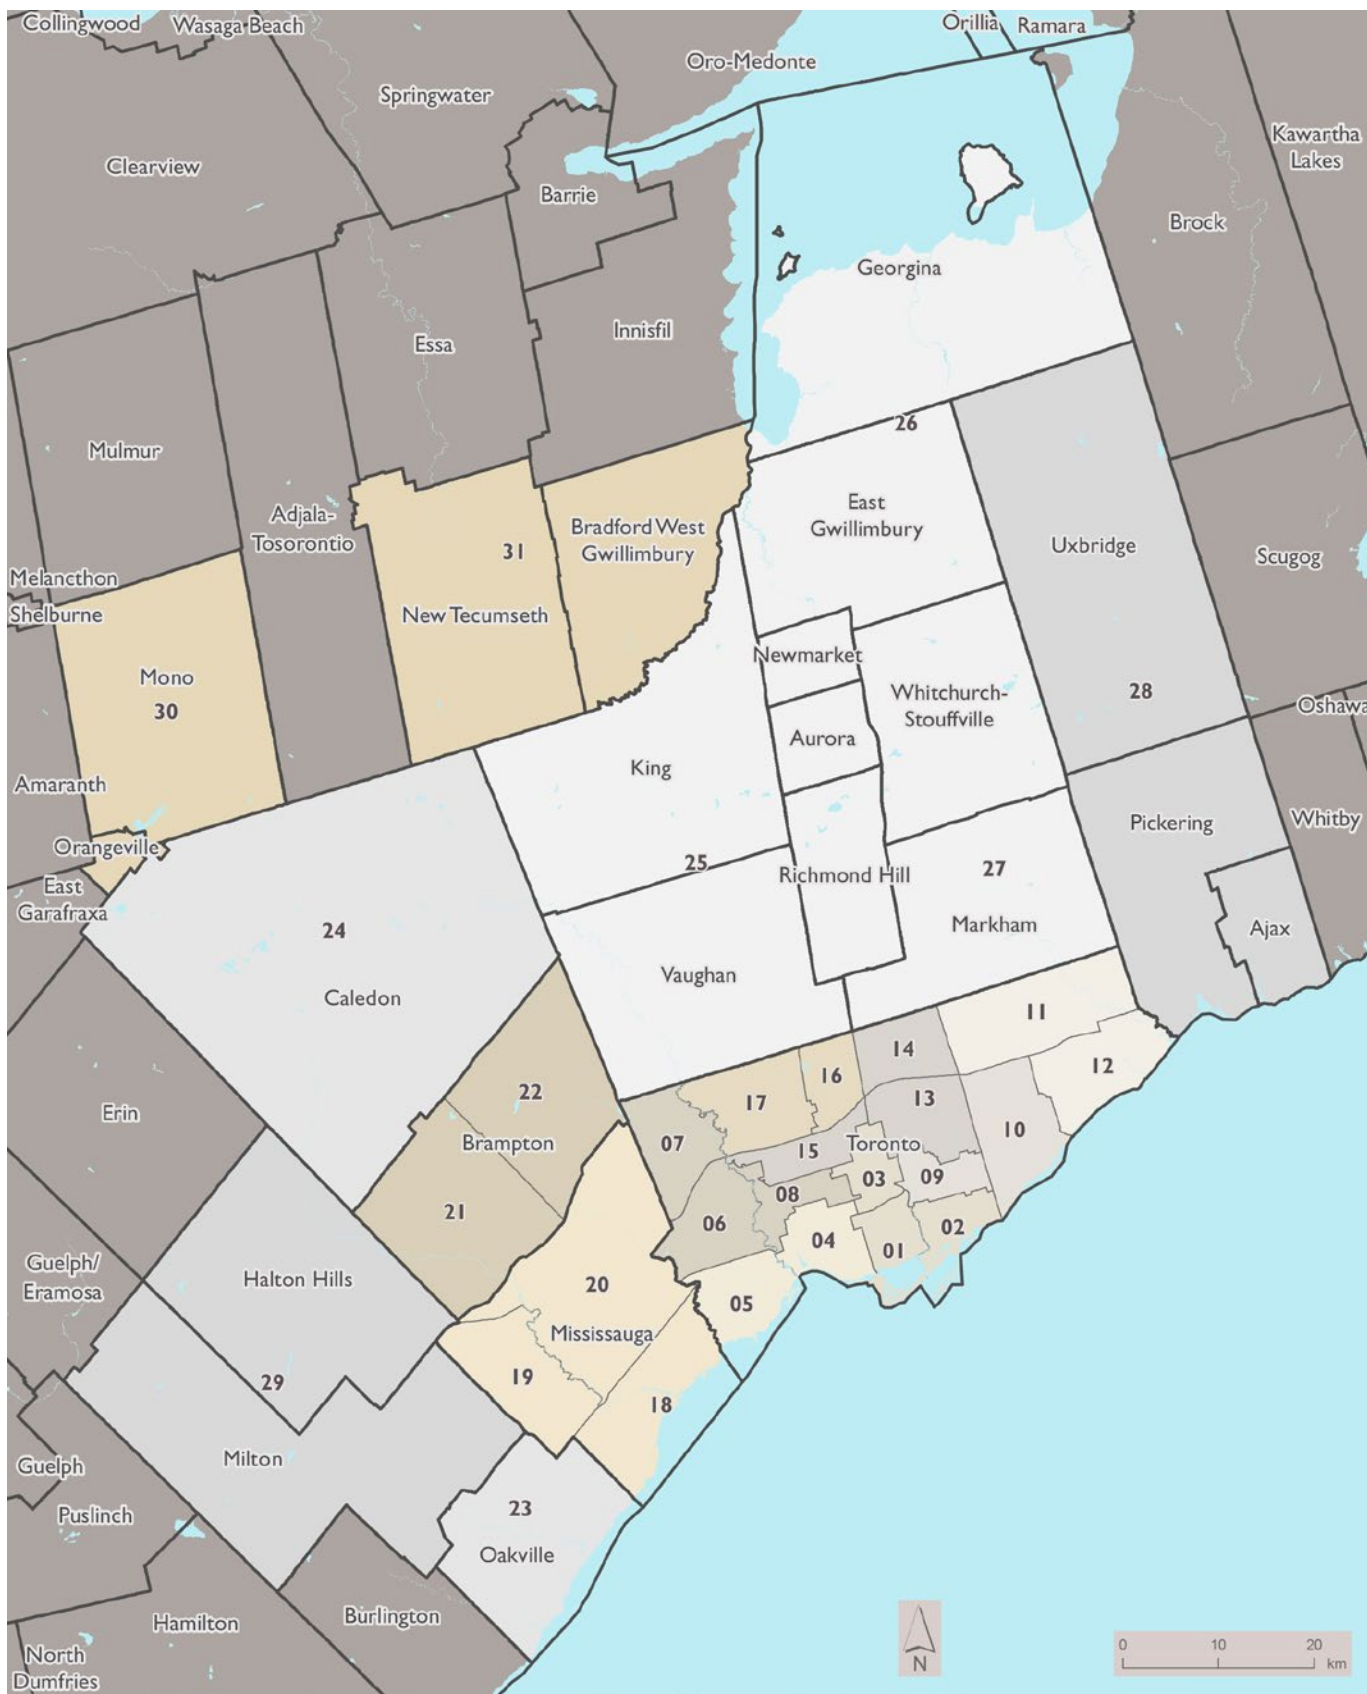 Collingwood
Wasaga Beach
Orillia
Ramara
Oro-Medonte
Springwater
Kawartha
Lakes
Clearview
Barrie
Brock
Georgina
Innisfil
Essa
26
Mulmur
East
Gwillimbury
Adjala-
Tosorontio
Bradford West
Gwillimbury
31
Uxbridge
Scugog
Melancthon
Shelburne
New Tecumseth
Newmarket
Mono
30
Whitchurch-
Stouffville
28
Oshawa
Aurora
King
Amaranth
Pickering
Whitby
Orangeville
25
Richmond Hill
27
East
Garafraxa
24
Markham
Ajax
Vaughan
Caledon
11
14
12
16
22
17
13
Erin
07
Brampton
15
Toronto
10
03
09
08
21
06
02
04
01
Guelph/
Eramosa
Halton Hills
20
05
Mississauga
29
19
18
Milton
Guelph
23
Puslinch
Oakville
Hamilton
Burlington
North
Dumfries
N
0 10 20
km